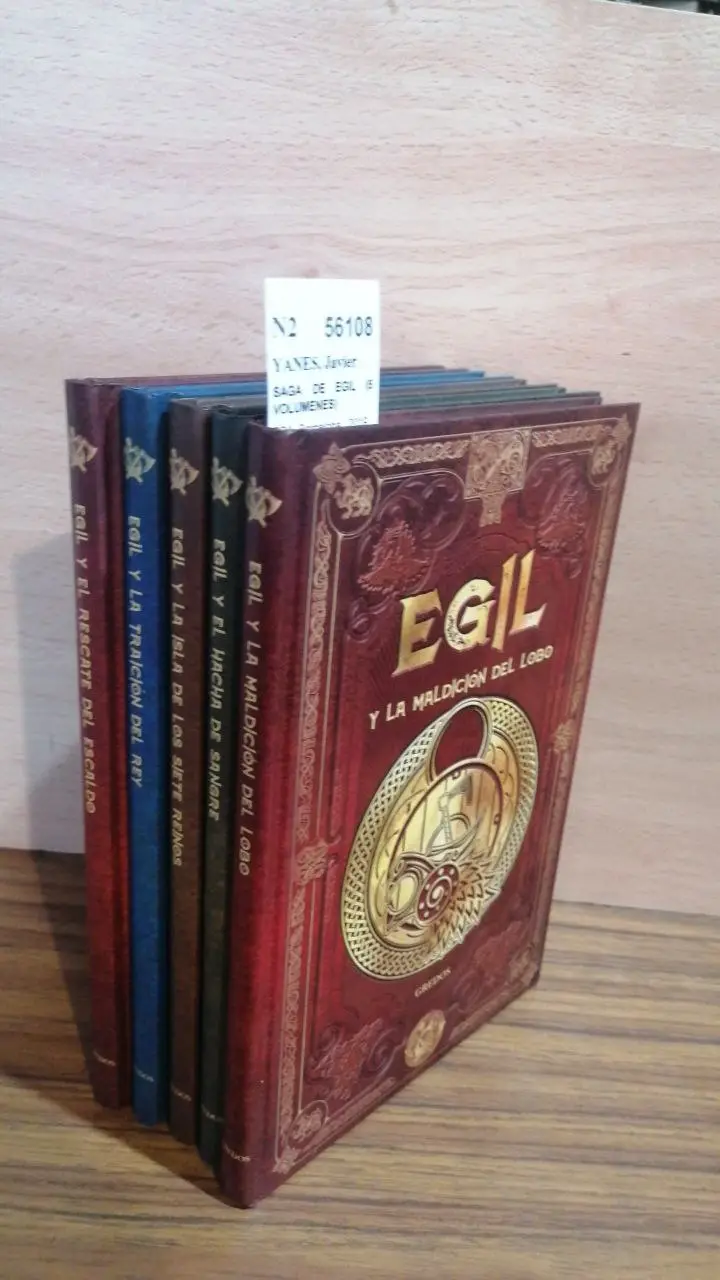 N2 56108
YANES, Javier
SAGA DE EGIL (5
VOLUMENES)
EGIL Y EL RESCATE DEL ESCALDO
EGIL Y LA TRAICIÓN DEL REY
EGIL Y LA ISLA DE LOS SIETE REINOS
EGIL Y EL HACHA DE SANGRE
EGIL Y LA MALDICIÓN DEL LOBO
EGIL
Y LA MALDICIÓN DEL LOBO
GREDOS